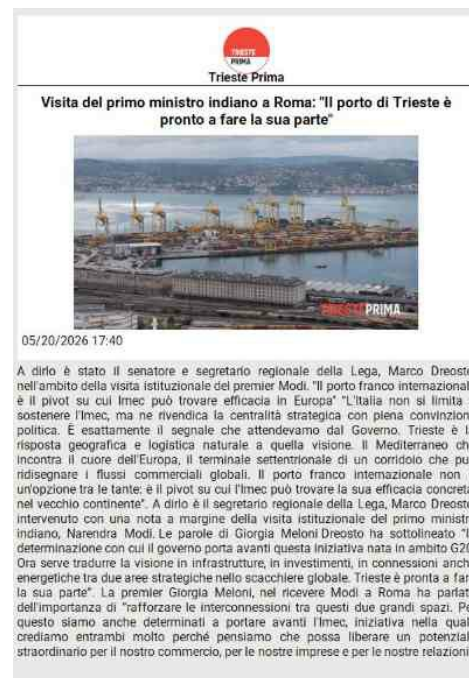 TRIESTE
PRIMA
Trieste Prima
Visita del primo ministro indiano a Roma: "Il porto di Trieste è
pronto a fare la sua parte"
TRIESTEPRIMA
05/20/2026 17:40
A dirlo è stato il senatore e segretario regionale della Lega, Marco Dreosto
nell'ambito della visita istituzionale del premier Modi. "Il porto franco internazional
è il pivot su cui Imec può trovare efficacia in Europa" "L'Italia non si limita
sostenere l'Imec, ma ne rivendica la centralità strategica con piena convinzion
politica. È esattamente il segnale che attendevamo dal Governo. Trieste è l
risposta geografica e logistica naturale a quella visione. Il Mediterraneo ch
incontra il cuore dell'Europa, il terminale settentrionale di un corridoio che pu
ridisegnare i flussi commerciali globali. Il porto franco internazionale non
un'opzione tra le tante: è il pivot su cui l'Imec può trovare la sua efficacia concret
nel vecchio continente". A dirlo è il segretario regionale della Lega, Marco Dreosto
intervenuto con una nota a margine della visita istituzionale del primo ministr
indiano, Narendra Modi. Le parole di Giorgia Meloni Dreosto ha sottolineato "l
determinazione con cui il governo porta avanti questa iniziativa nata in ambito G20
Ora serve tradurre la visione in infrastrutture, in investimenti, in connessioni anch
energetiche tra due aree strategiche nello scacchiere globale. Trieste è pronta a far
la sua parte". La premier Giorgia Meloni, nel ricevere Modi a Roma ha parlat
dell'importanza di "rafforzare le interconnessioni tra questi due grandi spazi. Pe
questo siamo anche determinati a portare avanti l'Imec, iniziativa nella qual
crediamo entrambi molto perché pensiamo che possa liberare un potenzial
straordinario per il nostro commercio, per le nostre imprese e per le nostre relazioni